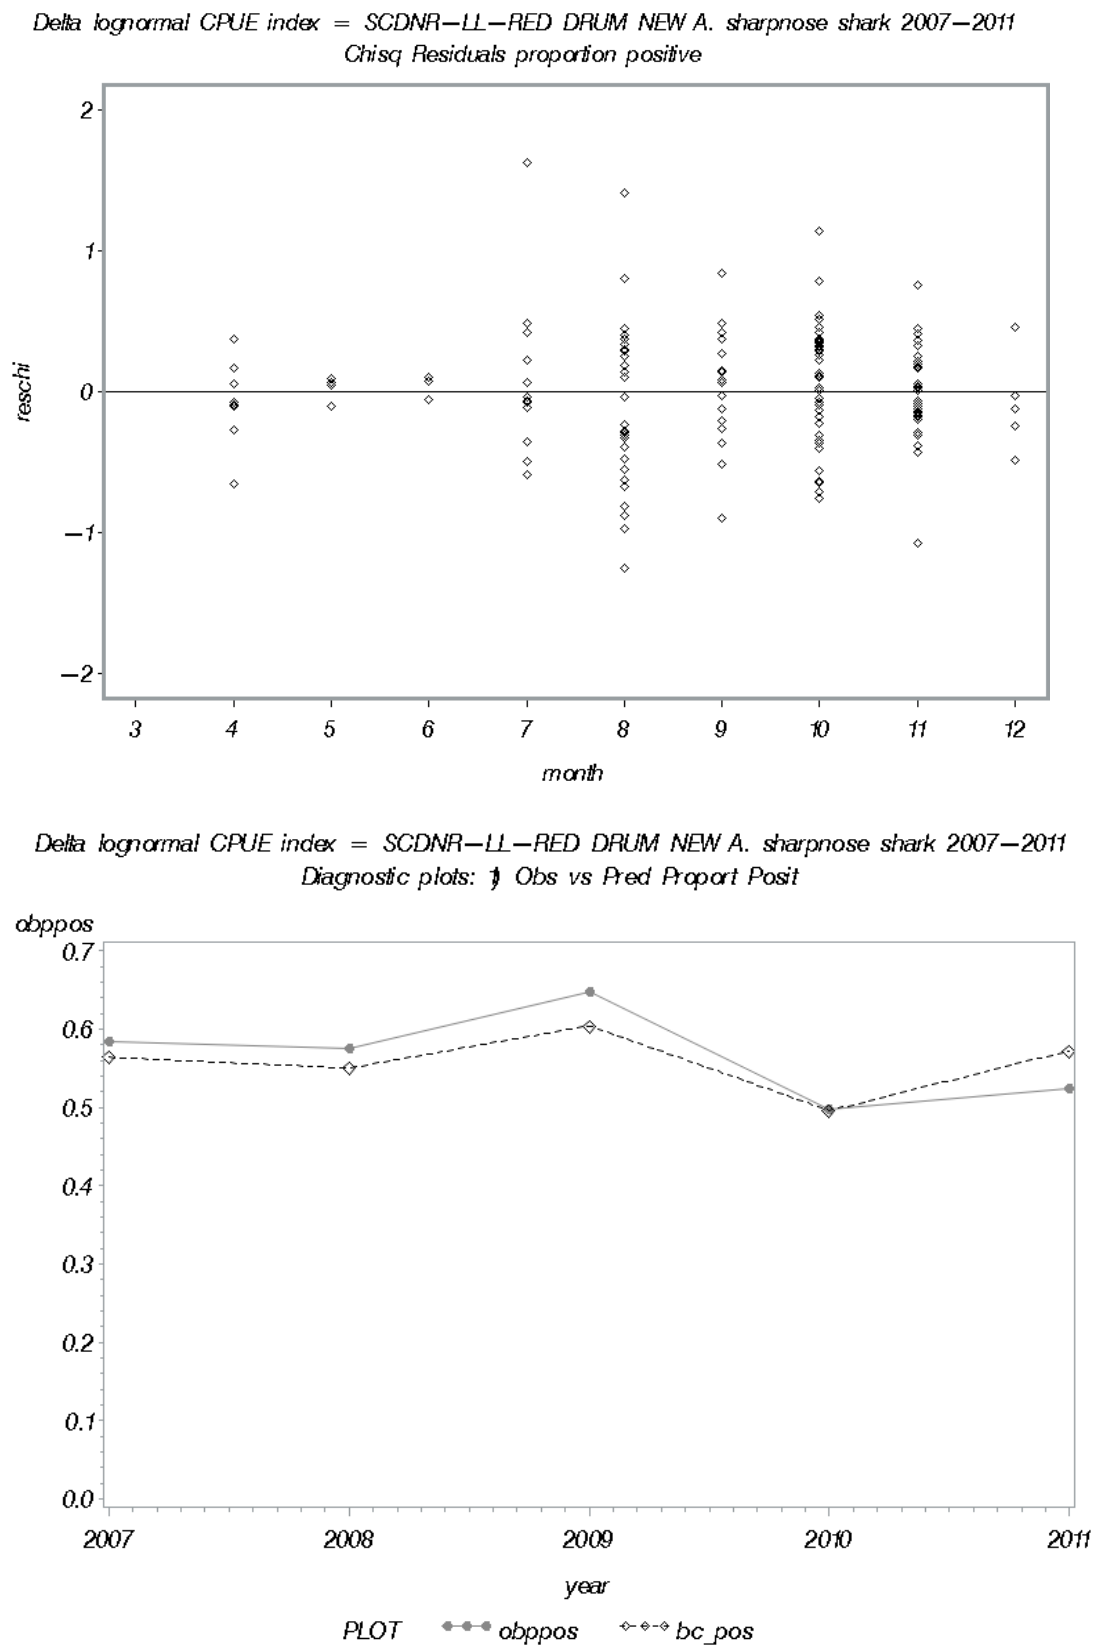 Delta lognormal CPUE index = SCDNR−LL−RED DRUM NEW A. sharpnose shark 2007−2011
Chisq Residuals proportion positive
2
1
0
−1
−2
reschi
3 4 5 6 7 8 9 10 11 12
month
Delta lognormal CPUE index = SCDNR−LL−RED DRUM NEW A. sharpnose shark 2007−2011
Diagnostic plots: 1) Obs vs Pred Proport Posit
obppos
0.7
0.6
0.5
0.4
0.3
0.2
0.1
0.0
2007 2008 2009 2010 2011
year
PLOT obppos bc_pos